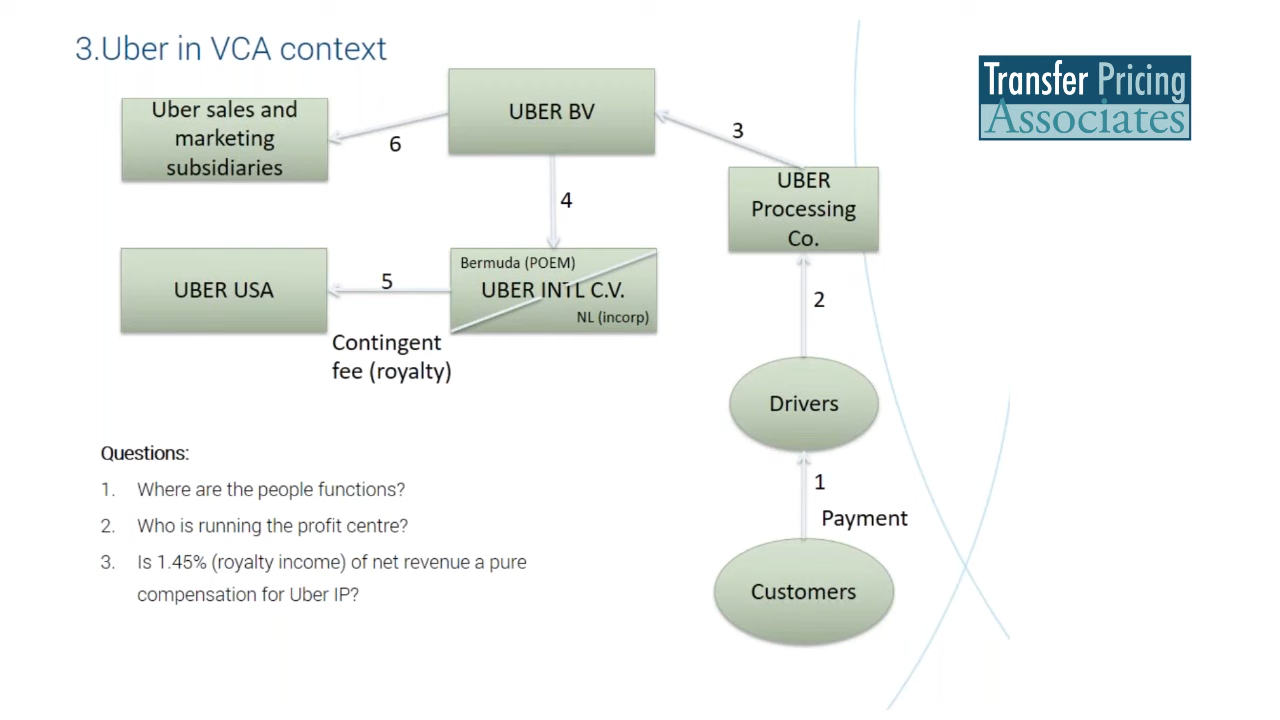 3.Uber in VCA context
Transfer Pricing
Associates
Uber sales and
marketing
subsidiaries
6
UBER BV
3
UBER
Processing
Co.
4
UBER USA
5
Contingent
fee (royalty)
Bermuda (POEM)
UBER INTL C.V.
NL (incorp)
2
Drivers
1
Payment
Customers
Questions:
1. Where are the people functions?
2. Who is running the profit centre?
3. Is 1.45% (royalty income) of net revenue a pure
compensation for Uber IP?